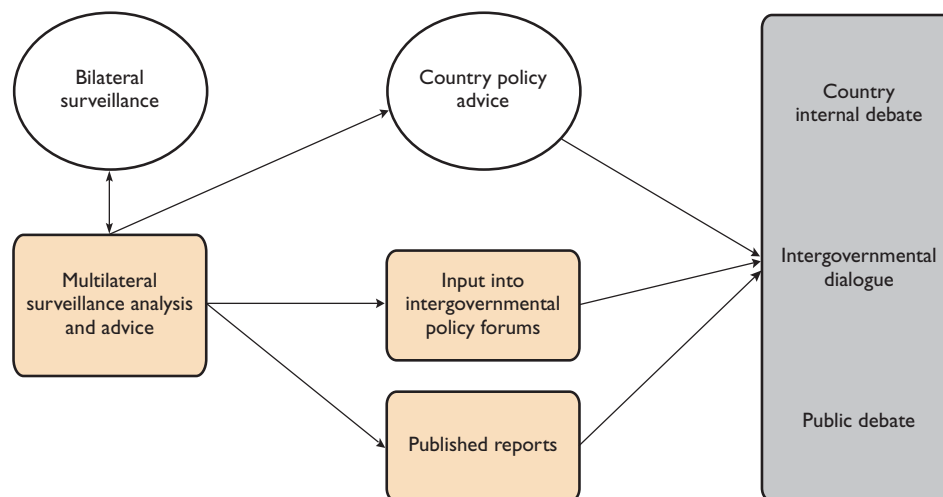 Bilateral
surveillance
Country policy
advice
Country
internal debate
Multilateral
surveillance analysis
and advice
Input into
intergovernmental
policy forums
Intergovernmental
dialogue
Published reports
Public debate